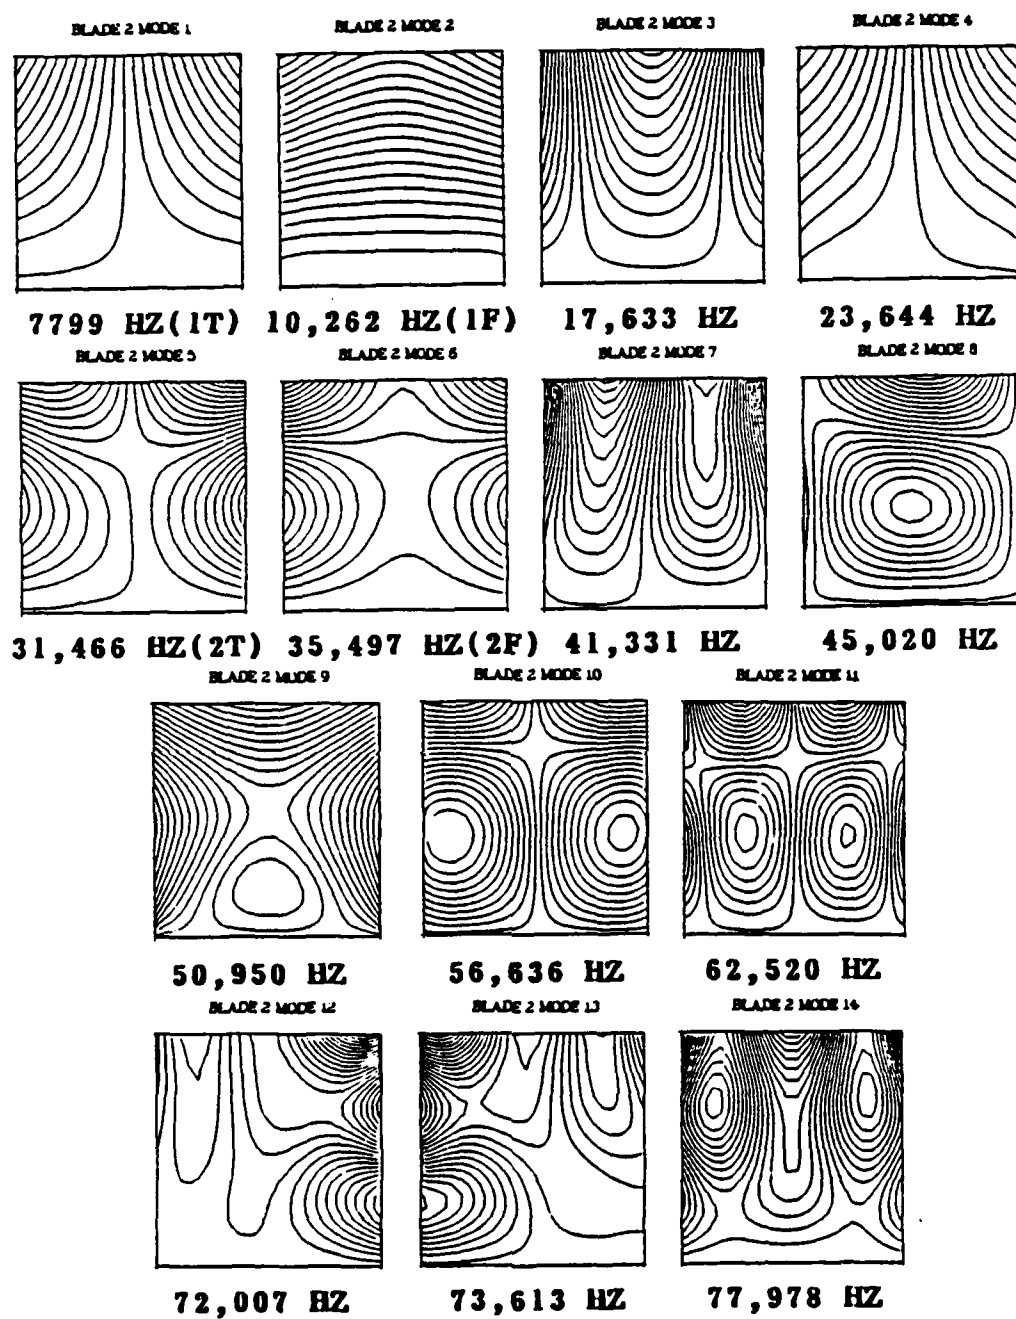 BLADE 2 MODE 1
BLADE 2 MODE 2
BLADE 2 MODE 3
BLADE 2 MODE 4
7799 HZ(1T)
10,262 HZ(1F)
17,633 HZ
23,644 HZ
BLADE 2 MODE 5
BLADE 2 MODE 6
BLADE 2 MODE 7
BLADE 2 MODE 8
31,466 HZ(2T)
35,497 HZ(2F)
41,331 HZ
45,020 HZ
BLADE 2 MODE 9
BLADE 2 MODE 10
BLADE 2 MODE 11
50,950 HZ
56,636 HZ
62,520 HZ
BLADE 2 MODE 12
BLADE 2 MODE 13
BLADE 2 MODE 14
72,007 HZ
73,613 HZ
77,978 HZ